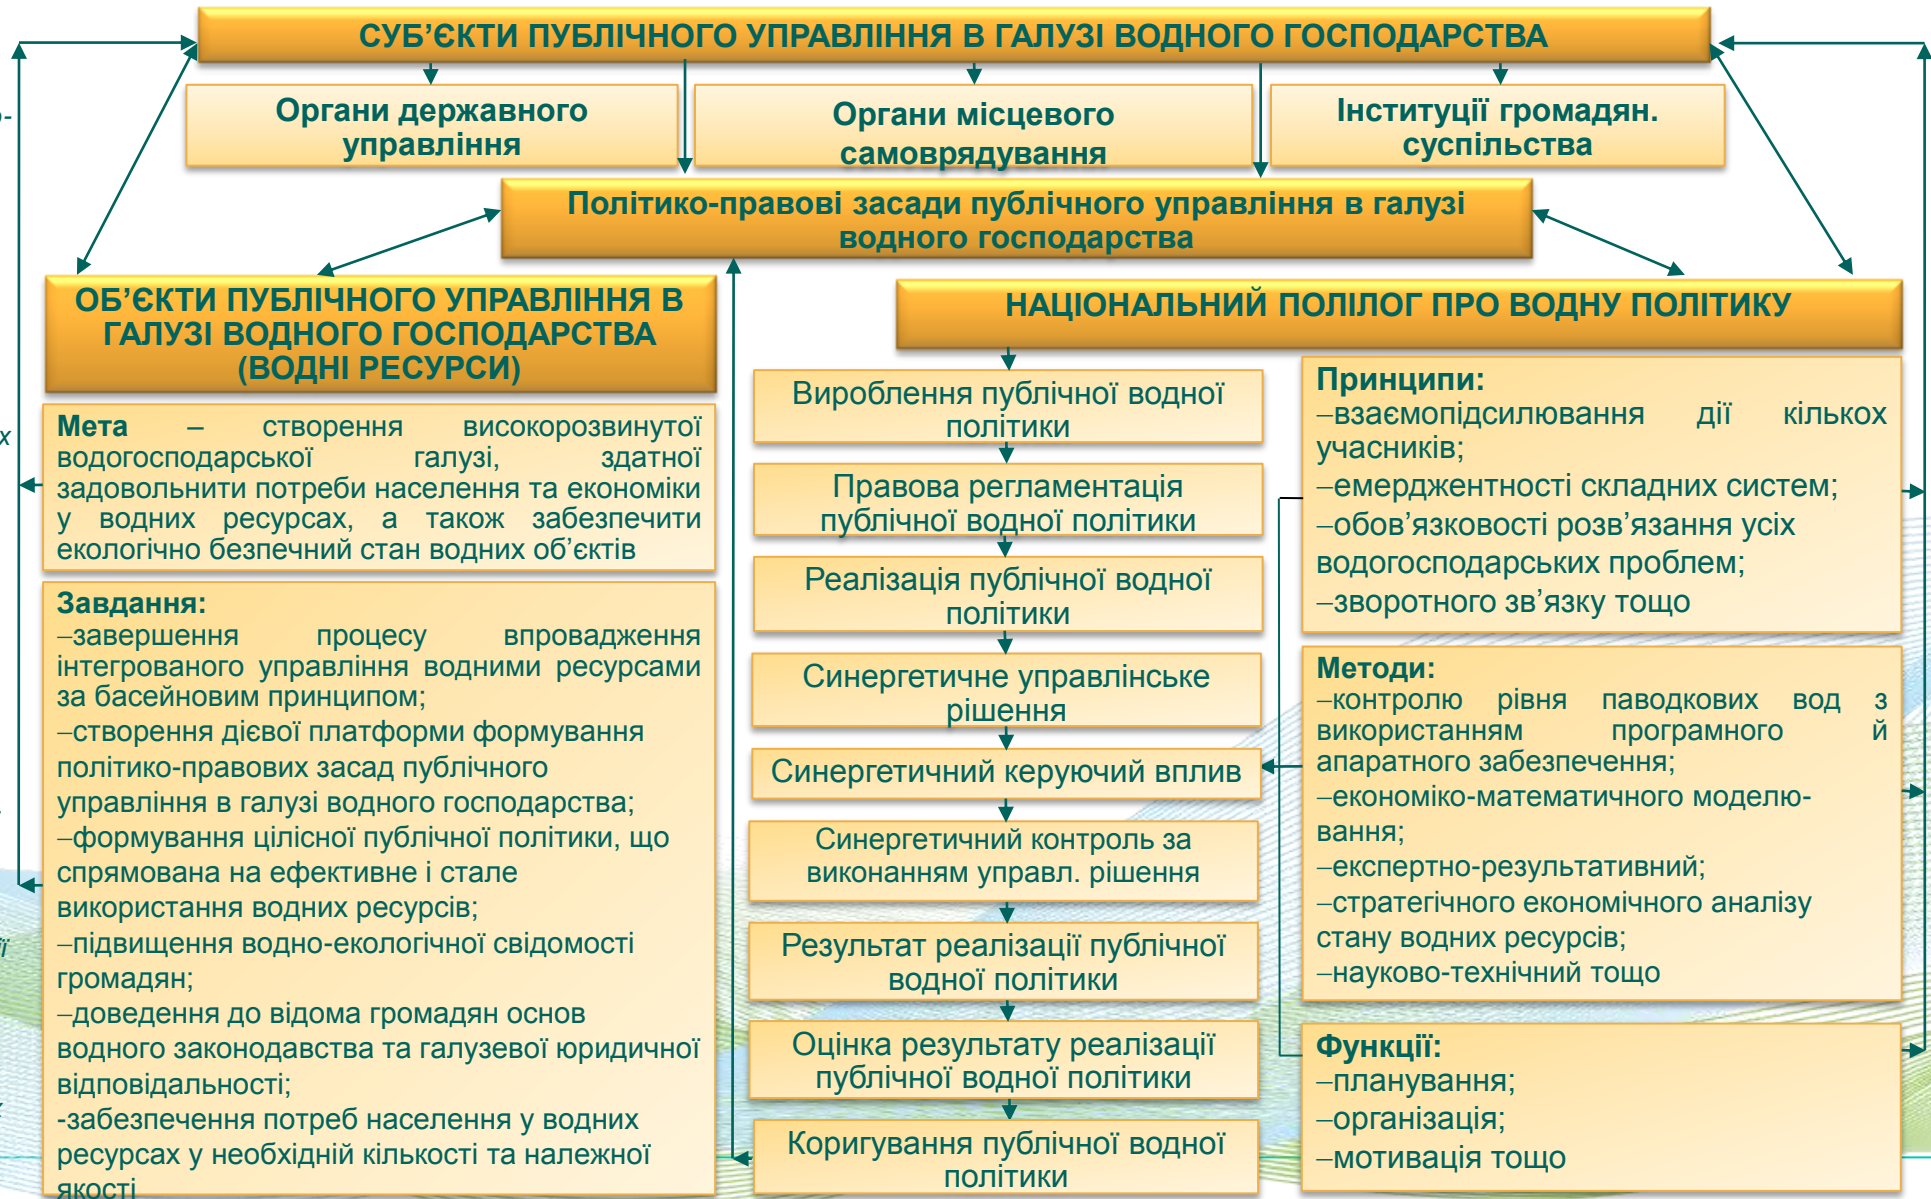 СУБ’ЄКТИ ПУБЛІЧНОГО УПРАВЛІННЯ В ГАЛУЗІ ВОДНОГО ГОСПОДАРСТВА
Органи державного
управління
Органи місцевого
самоврядування
Інституції громадян.
суспільства
Політико-правові засади публічного управління в галузі
водного господарства
ОБ’ЄКТИ ПУБЛІЧНОГО УПРАВЛІННЯ В
ГАЛУЗІ ВОДНОГО ГОСПОДАРСТВА
(ВОДНІ РЕСУРСИ)
Мета – створення високорозвинутої
водогосподарської галузі, здатної
задовольнити потреби населення та економіки
у водних ресурсах, а також забезпечити
екологічно безпечний стан водних об’єктів
Завдання:
–завершення процесу впровадження
інтегрованого управління водними ресурсами
за басейновим принципом;
–створення дієвої платформи формування
політико-правових засад публічного
управління в галузі водного господарства;
–формування цілісної публічної політики, що
спрямована на ефективне і стале
використання водних ресурсів;
–підвищення водно-екологічної свідомості
громадян;
–доведення до відома громадян основ
водного законодавства та галузевої юридичної
відповідальності;
-забезпечення потреб населення у водних
ресурсах у необхідній кількості та належної
якості
НАЦІОНАЛЬНИЙ ПОЛІЛОГ ПРО ВОДНУ ПОЛІТИКУ
Вироблення публічної водної
політики
Правова регламентація
публічної водної політики
Реалізація публічної водної
політики
Синергетичне управлінське
рішення
Синергетичний керуючий вплив
Синергетичний контроль за
виконанням управл. рішення
Результат реалізації публічної
водної політики
Оцінка результату реалізації
публічної водної політики
Коригування публічної водної
політики
Принципи:
–взаємопідсилювання дії кількох
учасників;
–емерджентності складних систем;
–обов’язковості розв’язання усіх
водогосподарських проблем;
–зворотного зв’язку тощо
Методи:
–контролю рівня паводкових вод з
використанням програмного й
апаратного забезпечення;
–економіко-математичного моделю-
вання;
–експертно-результативний;
–стратегічного економічного аналізу
стану водних ресурсів;
–науково-технічний тощо
Функції:
–планування;
–організація;
–мотивація тощо